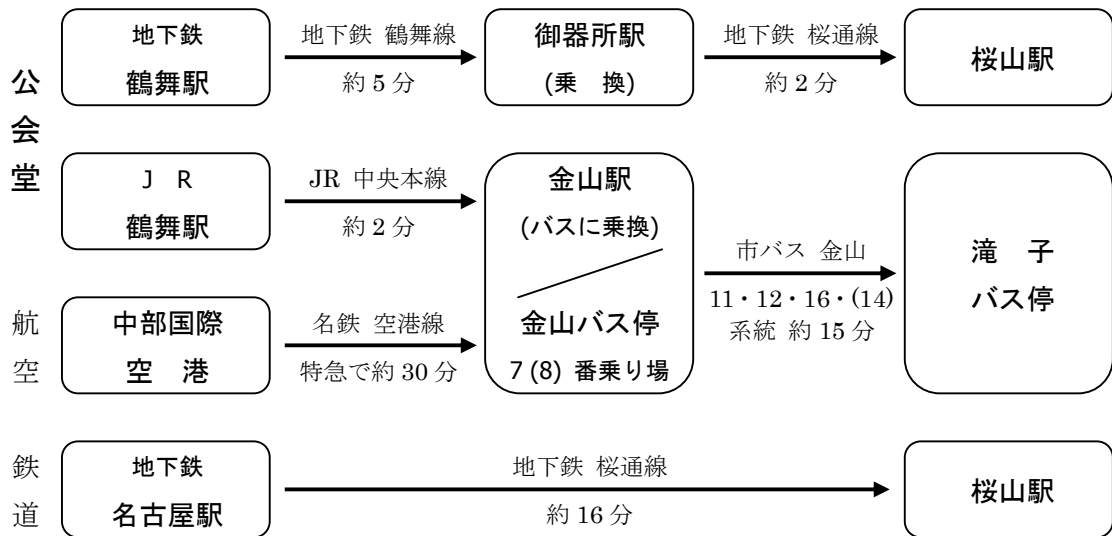 公会堂
地下鉄
鶴舞駅
地下鉄 鶴舞線
約 5 分
御器所駅
(乗　換)
地下鉄 桜通線
約 2 分
桜山駅
Ｊ Ｒ
鶴舞駅
JR 中央本線
約 2 分
金山駅
(バスに乗換)
航空
中部国際
空　港
名鉄 空港線
特急で約 30 分
金山バス停
7 (8) 番乗り場
市バス 金山
11・12・16・(14)
系統 約 15 分
滝　子
バス停
鉄道
地下鉄
名古屋駅
地下鉄 桜通線
約 16 分
桜山駅